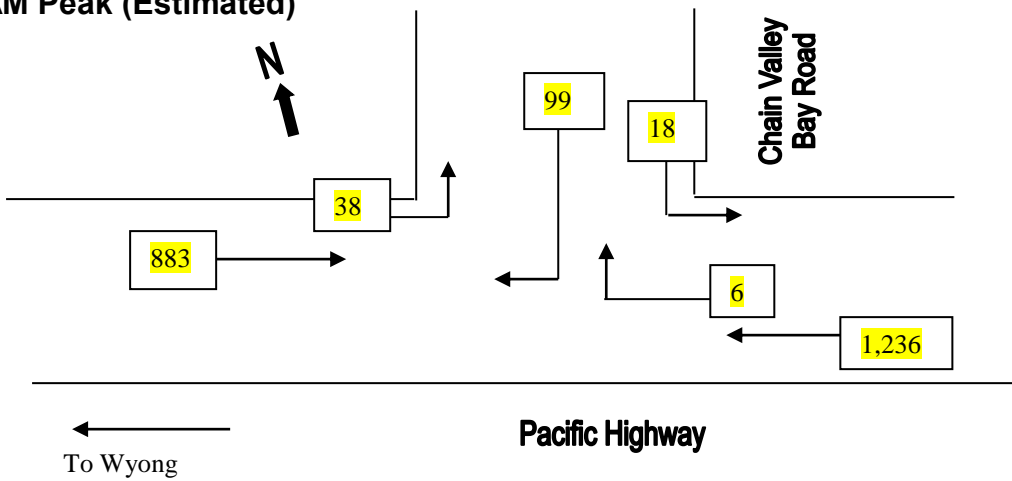 AM Peak (Estimated)
N
Chain Valley
Bay Road
99
18
38
883
6
1,236
Pacific Highway
To Wyong